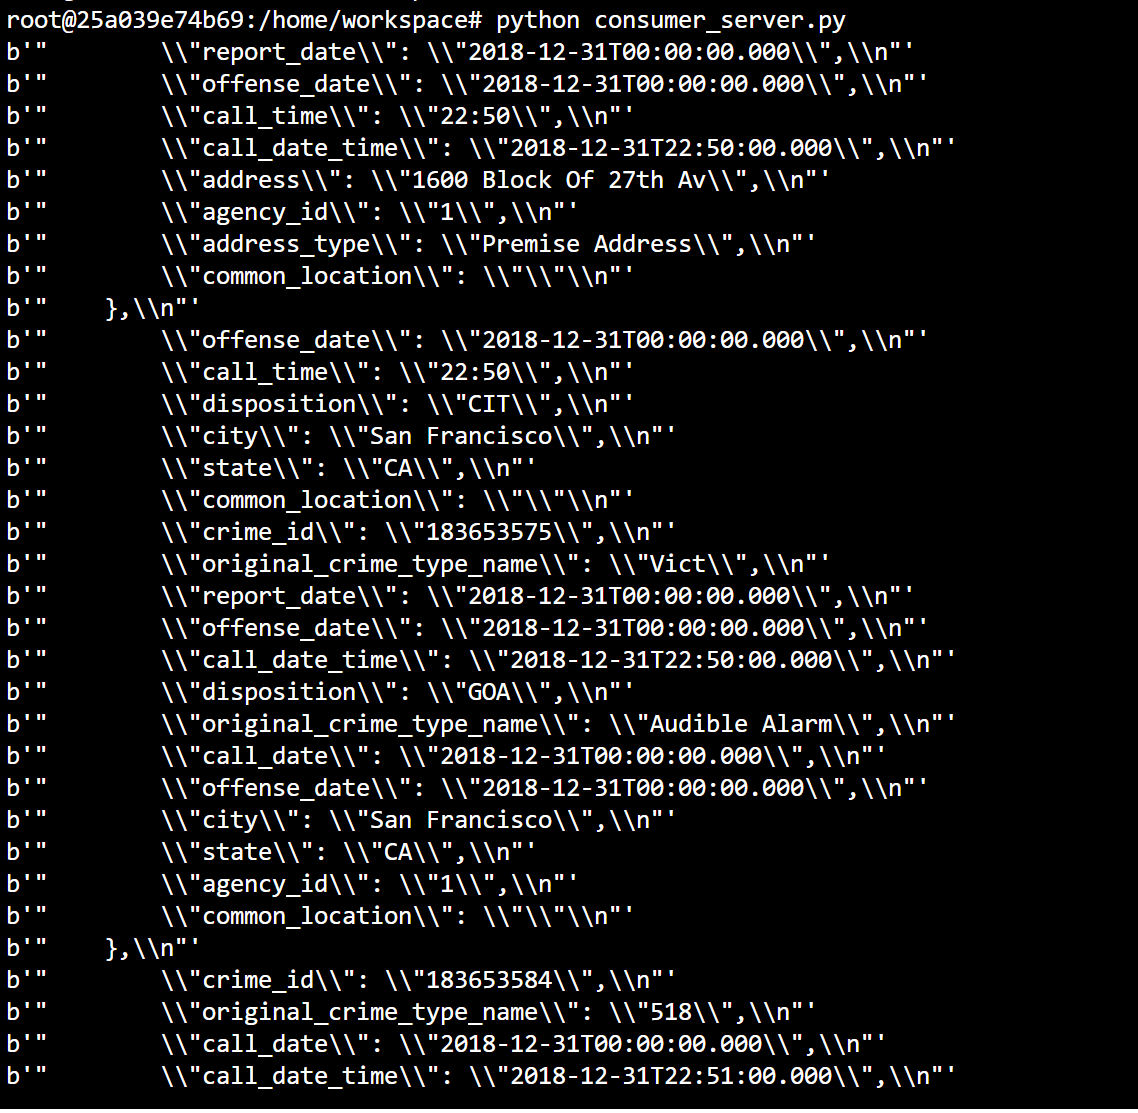 root@25a039e74b69:/home/workspace# python consumer_server.py
b'"        \\"report_date\\": \\"2018-12-31T00:00:00.000\\",\\n"'
b'"        \\"offense_date\\": \\"2018-12-31T00:00:00.000\\",\\n"'
b'"        \\"call_time\\": \\"22:50\\",\\n"'
b'"        \\"call_date_time\\": \\"2018-12-31T22:50:00.000\\",\\n"'
b'"        \\"address\\": \\"1600 Block Of 27th Av\\",\\n"'
b'"        \\"agency_id\\": \\"1\\",\\n"'
b'"        \\"address_type\\": \\"Premise Address\\",\\n"'
b'"        \\"common_location\\": \\"\\"\\n"'
b'"    },\\n"'
b'"        \\"offense_date\\": \\"2018-12-31T00:00:00.000\\",\\n"'
b'"        \\"call_time\\": \\"22:50\\",\\n"'
b'"        \\"disposition\\": \\"CIT\\",\\n"'
b'"        \\"city\\": \\"San Francisco\\",\\n"'
b'"        \\"state\\": \\"CA\\",\\n"'
b'"        \\"common_location\\": \\"\\"\\n"'
b'"        \\"crime_id\\": \\"183653575\\",\\n"'
b'"        \\"original_crime_type_name\\": \\"Vict\\",\\n"'
b'"        \\"report_date\\": \\"2018-12-31T00:00:00.000\\",\\n"'
b'"        \\"offense_date\\": \\"2018-12-31T00:00:00.000\\",\\n"'
b'"        \\"call_date_time\\": \\"2018-12-31T22:50:00.000\\",\\n"'
b'"        \\"disposition\\": \\"GOA\\",\\n"'
b'"        \\"original_crime_type_name\\": \\"Audible Alarm\\",\\n"'
b'"        \\"call_date\\": \\"2018-12-31T00:00:00.000\\",\\n"'
b'"        \\"offense_date\\": \\"2018-12-31T00:00:00.000\\",\\n"'
b'"        \\"city\\": \\"San Francisco\\",\\n"'
b'"        \\"state\\": \\"CA\\",\\n"'
b'"        \\"agency_id\\": \\"1\\",\\n"'
b'"        \\"common_location\\": \\"\\"\\n"'
b'"    },\\n"'
b'"        \\"crime_id\\": \\"183653584\\",\\n"'
b'"        \\"original_crime_type_name\\": \\"518\\",\\n"'
b'"        \\"call_date\\": \\"2018-12-31T00:00:00.000\\",\\n"'
b'"        \\"call_date_time\\": \\"2018-12-31T22:51:00.000\\",\\n"'